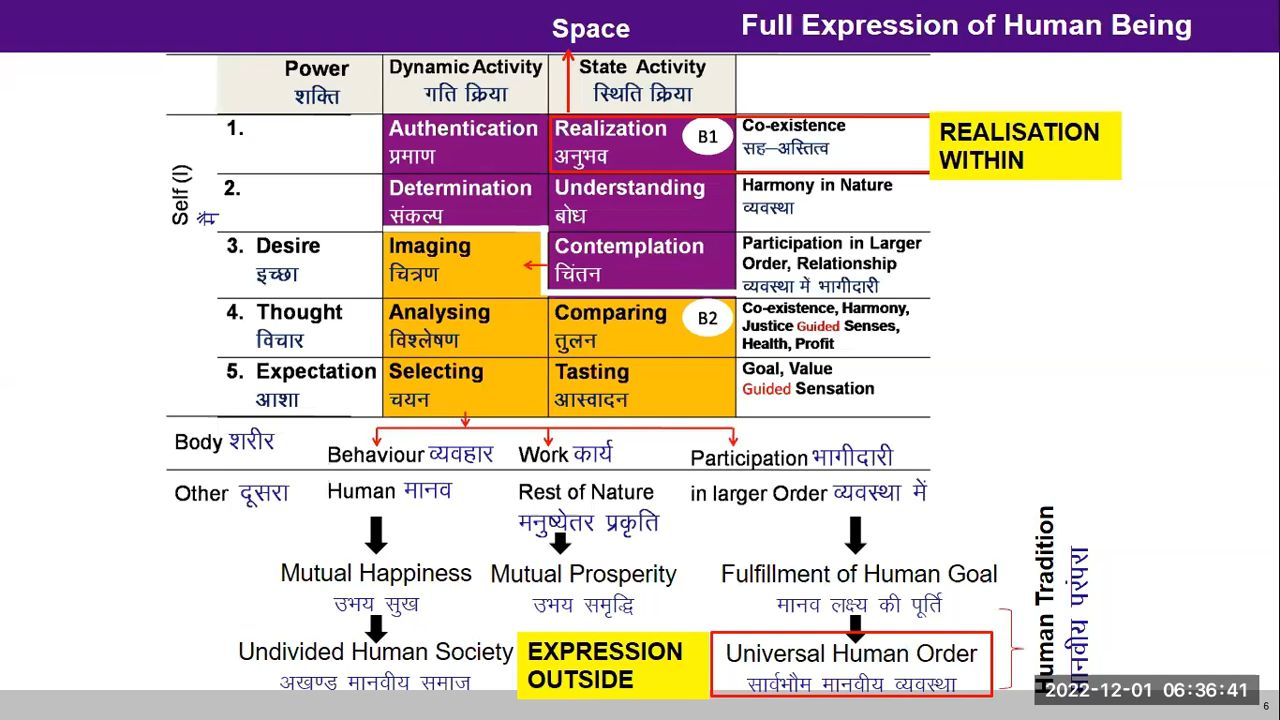 Space
Full Expression of Human Being
Power
शक्ति
Dynamic Activity
गति क्रिया
State Activity
स्थिति क्रिया
Self (I)
मैं
1.
Authentication
प्रमाण
Realization
अनुभव
B1
Co-existence
सह–अस्तित्व
REALISATION
WITHIN
2.
Determination
संकल्प
Understanding
बोध
Harmony in Nature
व्यवस्था
3. Desire
इच्छा
Imaging
चित्रण
Contemplation
चिंतन
Participation in Larger
Order, Relationship
व्यवस्था में भागीदारी
4. Thought
विचार
Analysing
विश्लेषण
Comparing
तुलन
B2
Co-existence, Harmony,
Justice Guided Senses,
Health, Profit
5. Expectation
आशा
Selecting
चयन
Tasting
आस्वादन
Goal, Value
Guided Sensation
Body शरीर
Behaviour व्यवहार
Work कार्य
Participation भागीदारी
Other दूसरा
Human मानव
Rest of Nature
मनुष्येतर प्रकृति
in larger Order व्यवस्था में
Mutual Happiness
उभय सुख
Mutual Prosperity
उभय समृद्धि
Fulfillment of Human Goal
मानव लक्ष्य की पूर्ति
Undivided Human Society
अखण्ड मानवीय समाज
EXPRESSION
OUTSIDE
Universal Human Order
सार्वभौम मानवीय व्यवस्था
Human Tradition
मानवीय परंपरा
2022-12-01 06:36:41
6